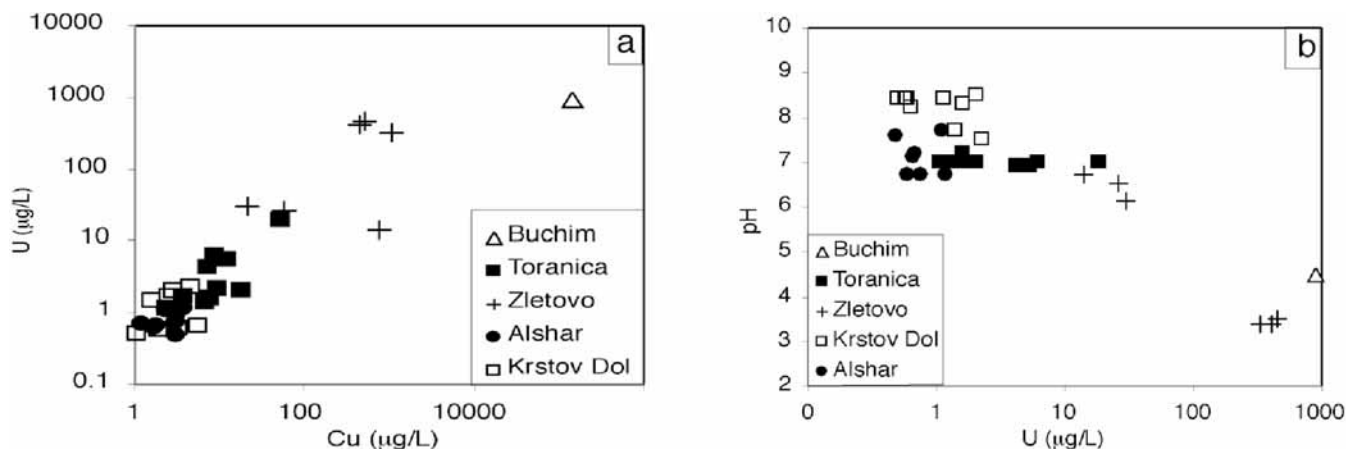 a
10000
1000
100
10
1
0.1
U (µg/L)
1
100
10000
Cu (µg/L)
Buchim
Toranica
Zletovo
Alshar
Krstov Dol
b
10
9
8
7
6
5
4
3
2
pH
0
1
10
100
1000
U (µg/L)
Buchim
Toranica
Zletovo
Krstov Dol
Alshar